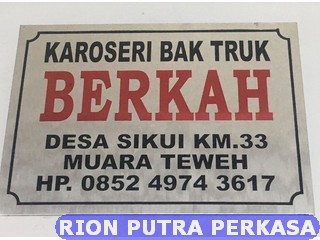 KAROSERI BAK TRUK
BERKAH
DESA SIKUI KM.33
MUARA TEWEH
HP. 0852 4974 3617
RION PUTRA PERKASA